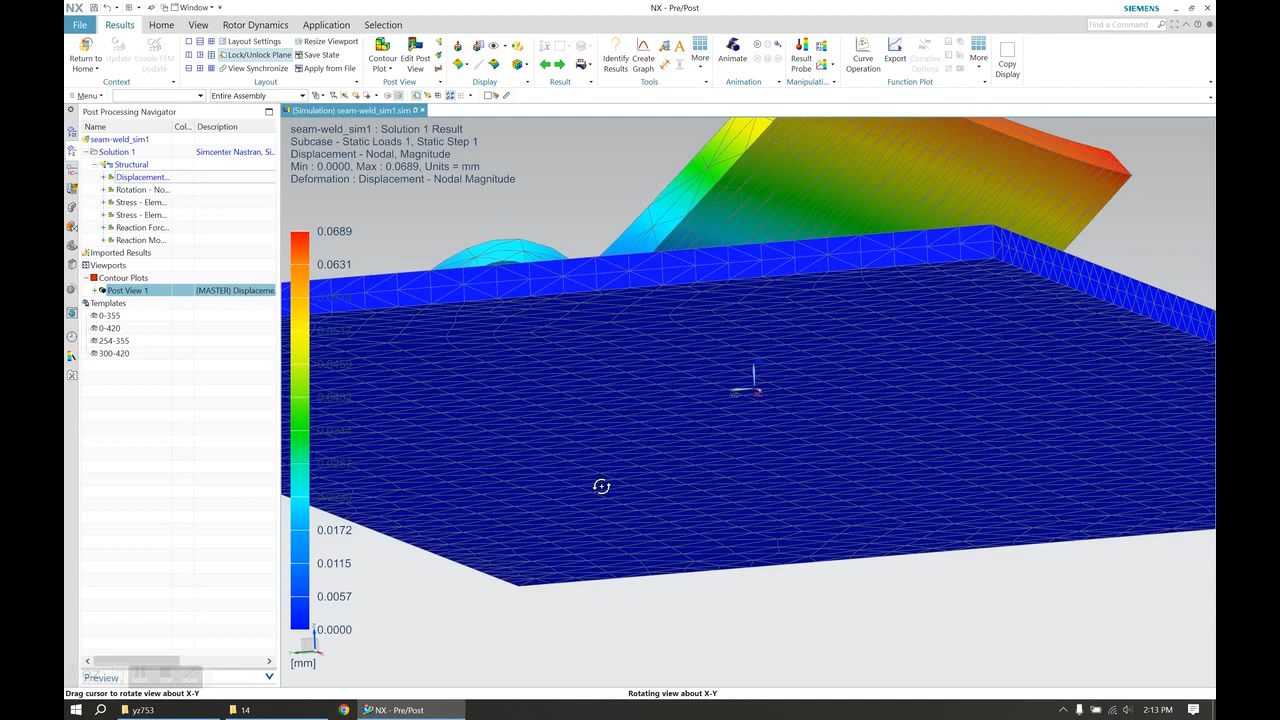 NX
Window
NX - Pre/Post
SIEMENS
File
Results
Home
View
Rotor Dynamics
Application
Selection
Find a Command
Return to Home
Update
Enable FEM Update
Context
Layout Settings
Lock/Unlock Plane
View Synchronize
Resize Viewport
Save State
Apply from File
Layout
Contour Plot
Edit Post View
Post View
Display
Result
Identify Results
Create Graph
More
Tools
Animate
Animation
Result Probe
Manipulati...
Curve Operation
Export
Complex Options
More
Function Plot
Copy Display
Menu
Entire Assembly
Post Processing Navigator
(Simulation) seam-weld_sim1.sim
Name
Col...
Description
seam-weld_sim1
Solution 1
Simcenter Nastran, Si...
Structural
Displacement...
Rotation - No...
Stress - Elem...
Stress - Elem...
Reaction Forc...
Reaction Mo...
Imported Results
Viewports
Contour Plots
Post View 1
(MASTER) Displaceme...
Templates
0-355
0-420
254-355
300-420
Preview
seam-weld_sim1 : Solution 1 Result
Subcase - Static Loads 1, Static Step 1
Displacement - Nodal, Magnitude
Min : 0.0000, Max : 0.0689, Units = mm
Deformation : Displacement - Nodal Magnitude
0.0689
0.0631
0.0172
0.0115
0.0057
0.0000
[mm]
Drag cursor to rotate view about X-Y
Rotating view about X-Y
yz753
14
NX - Pre/Post
2:13 PM